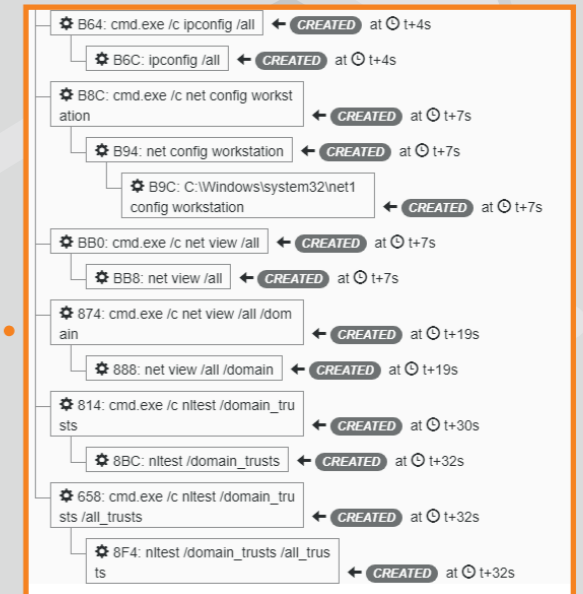 B64: cmd.exe /c ipconfig /all CREATED at t+4s
B6C: ipconfig /all CREATED at t+4s
B8C: cmd.exe /c net config workst
ation CREATED at t+7s
B94: net config workstation CREATED at t+7s
B9C: C:\Windows\system32\net1
config workstation CREATED at t+7s
BB0: cmd.exe /c net view /all CREATED at t+7s
BB8: net view /all CREATED at t+7s
874: cmd.exe /c net view /all /dom
ain CREATED at t+19s
888: net view /all /domain CREATED at t+19s
814: cmd.exe /c nltest /domain_tru
sts CREATED at t+30s
8BC: nltest /domain_trusts CREATED at t+32s
658: cmd.exe /c nltest /domain_tru
sts /all_trusts CREATED at t+32s
8F4: nltest /domain_trusts /all_trus
ts CREATED at t+32s